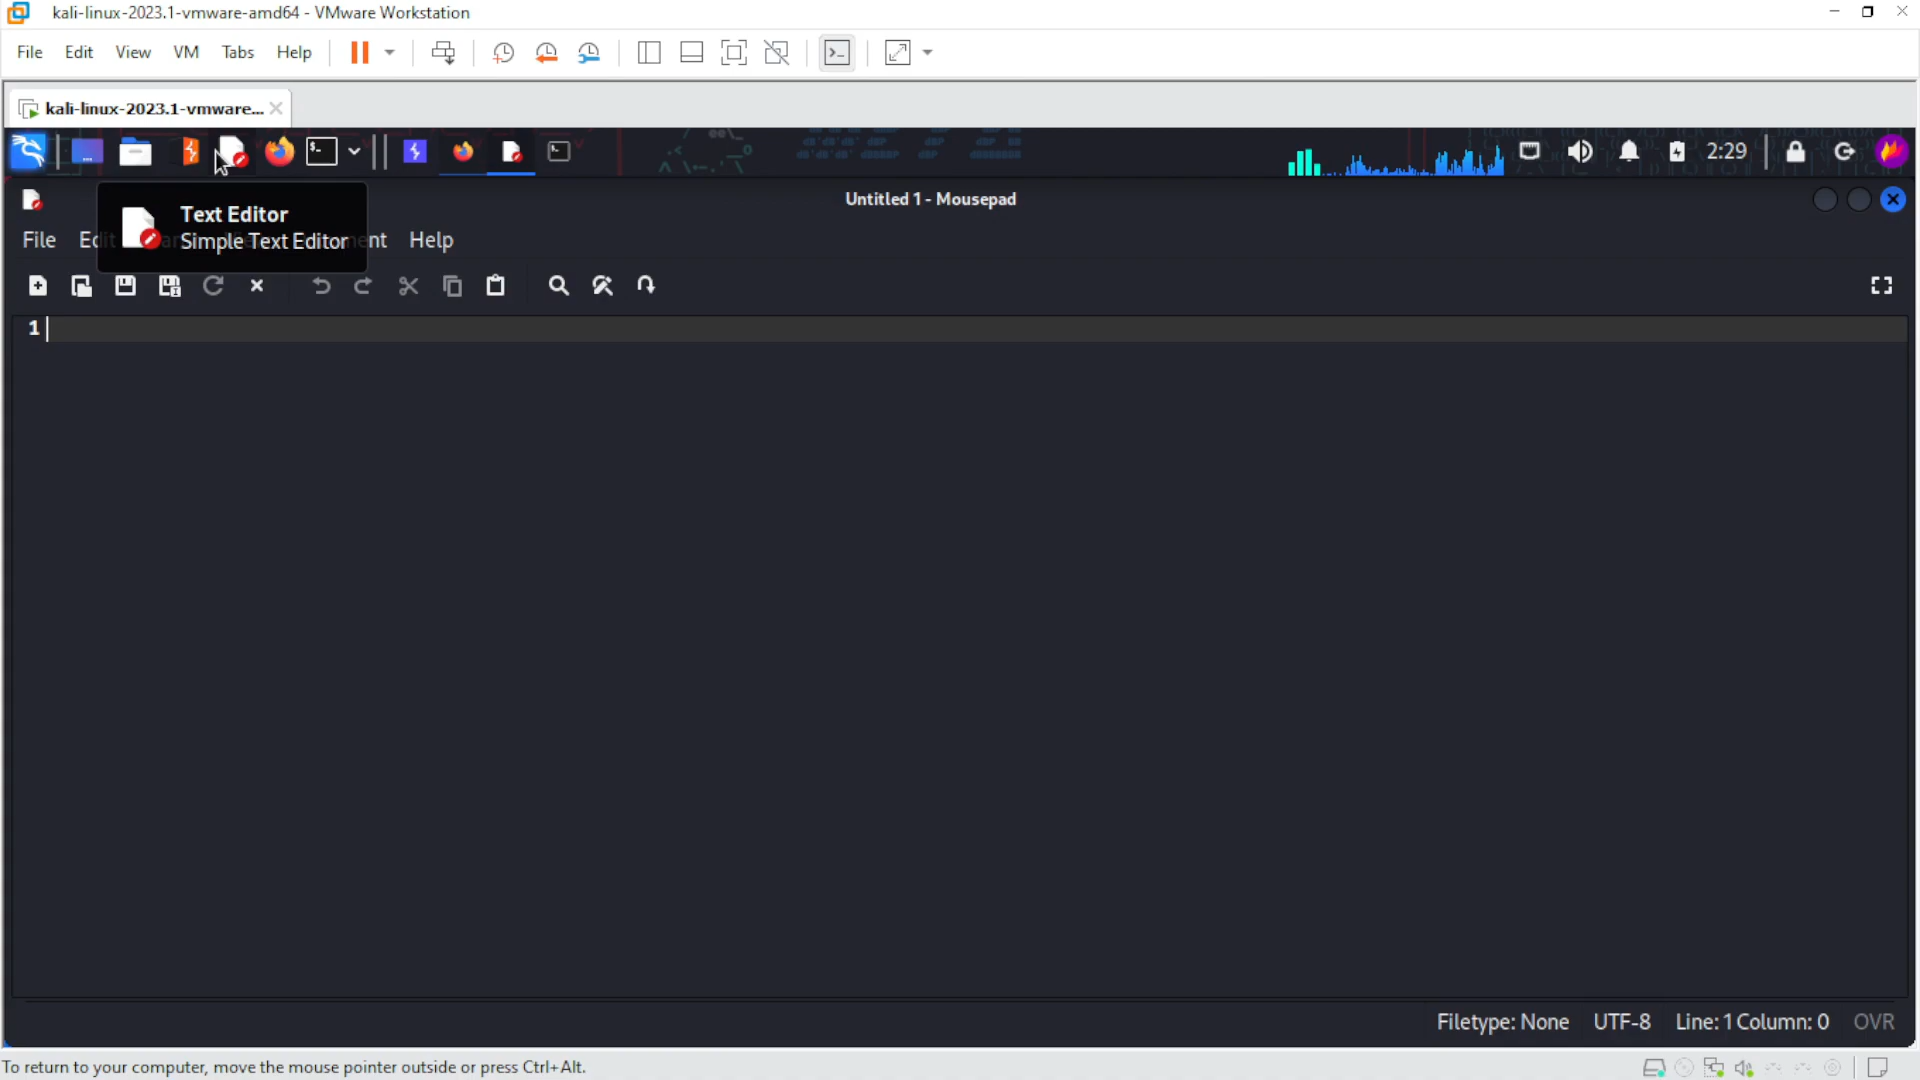 kali-linux-2023.1-vmware-amd64 - VMware Workstation
File Edit View VM Tabs Help
kali-linux-2023.1-vmware...
2:29
Untitled 1 - Mousepad
Text Editor
Simple Text Editor
File Help
1
Filetype: None UTF-8 Line: 1 Column: 0 OVR
To return to your computer, move the mouse pointer outside or press Ctrl+Alt.